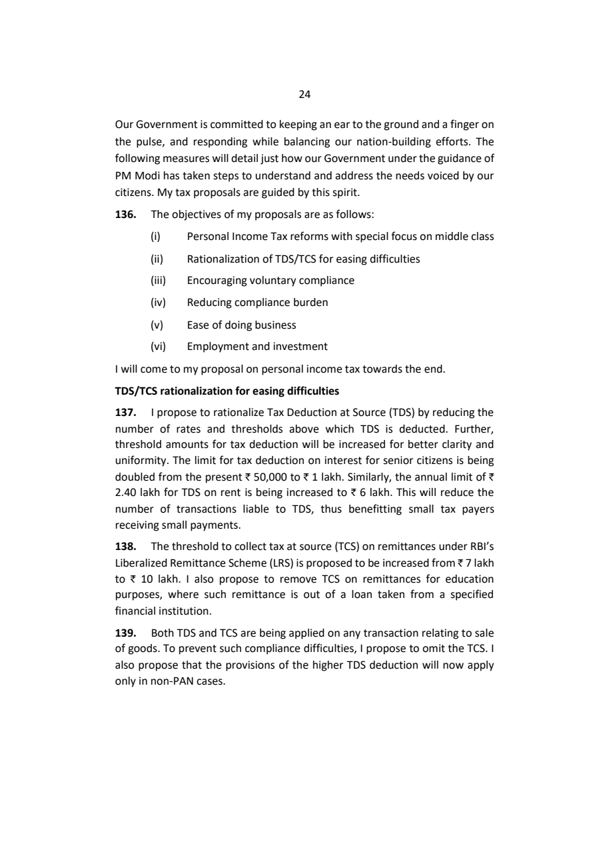 24
Our Government is committed to keeping an ear to the ground and a finger on
the pulse, and responding while balancing our nation-building efforts. The
following measures will detail just how our Government under the guidance of
PM Modi has taken steps to understand and address the needs voiced by our
citizens. My tax proposals are guided by this spirit.
136. The objectives of my proposals are as follows:
(i) Personal Income Tax reforms with special focus on middle class
(ii) Rationalization of TDS/TCS for easing difficulties
(iii) Encouraging voluntary compliance
(iv) Reducing compliance burden
(v) Ease of doing business
(vi) Employment and investment
I will come to my proposal on personal income tax towards the end.
TDS/TCS rationalization for easing difficulties
137. I propose to rationalize Tax Deduction at Source (TDS) by reducing the
number of rates and thresholds above which TDS is deducted. Further,
threshold amounts for tax deduction will be increased for better clarity and
uniformity. The limit for tax deduction on interest for senior citizens is being
doubled from the present ₹ 50,000 to ₹ 1 lakh. Similarly, the annual limit of ₹
2.40 lakh for TDS on rent is being increased to ₹ 6 lakh. This will reduce the
number of transactions liable to TDS, thus benefitting small tax payers
receiving small payments.
138. The threshold to collect tax at source (TCS) on remittances under RBI’s
Liberalized Remittance Scheme (LRS) is proposed to be increased from ₹ 7 lakh
to ₹ 10 lakh. I also propose to remove TCS on remittances for education
purposes, where such remittance is out of a loan taken from a specified
financial institution.
139. Both TDS and TCS are being applied on any transaction relating to sale
of goods. To prevent such compliance difficulties, I propose to omit the TCS. I
also propose that the provisions of the higher TDS deduction will now apply
only in non-PAN cases.